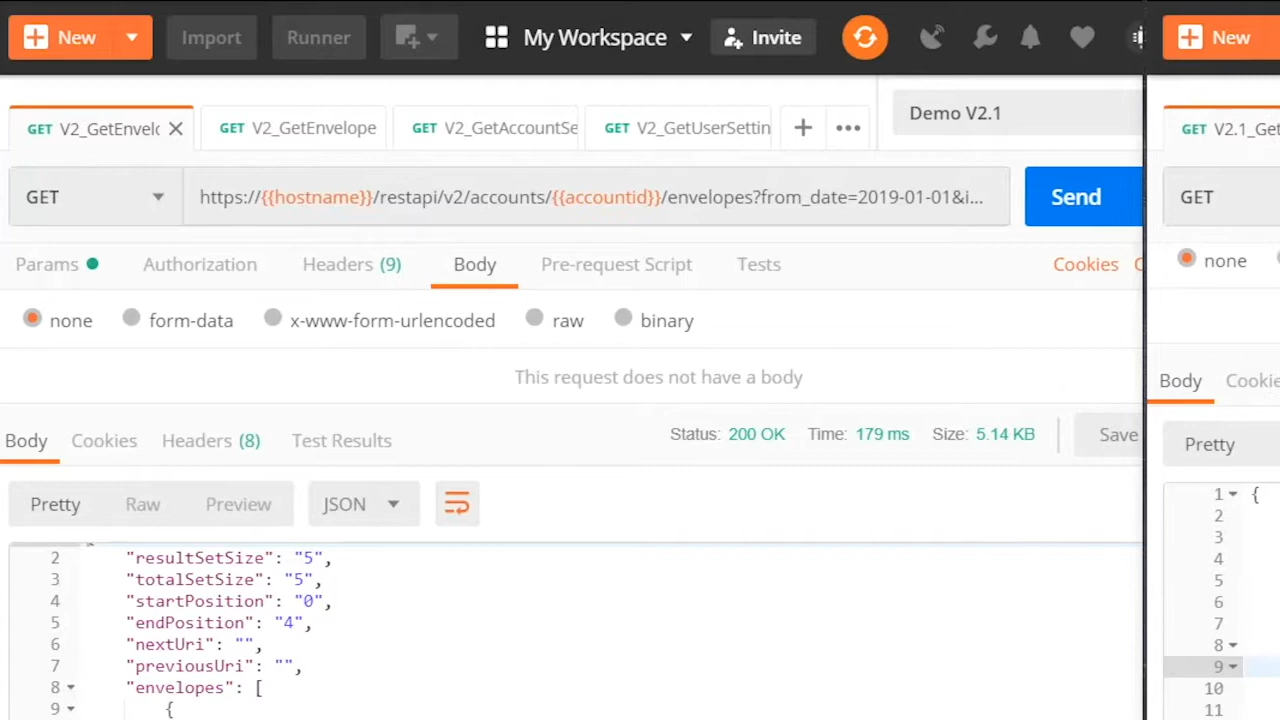 New Import Runner My Workspace Invite New
GET V2_GetEnvelo GET V2_GetEnvelope GET V2_GetAccountSe GET V2_GetUserSettin Demo V2.1 GET V2.1_Get
GET https://{{hostname}}/restapi/v2/accounts/{{accountid}}/envelopes?from_date=2019-01-01&i... Send GET
Params Authorization Headers (9) Body Pre-request Script Tests Cookies none
none form-data x-www-form-urlencoded raw binary
This request does not have a body Body Cookie
Body Cookies Headers (8) Test Results Status: 200 OK Time: 179 ms Size: 5.14 KB Save Pretty
Pretty Raw Preview JSON
1 {
2
3
4
5
6
7
8
9
10
11
2 "resultSetSize": "5",
3 "totalSetSize": "5",
4 "startPosition": "0",
5 "endPosition": "4",
6 "nextUri": "",
7 "previousUri": "",
8 "envelopes": [
9 {